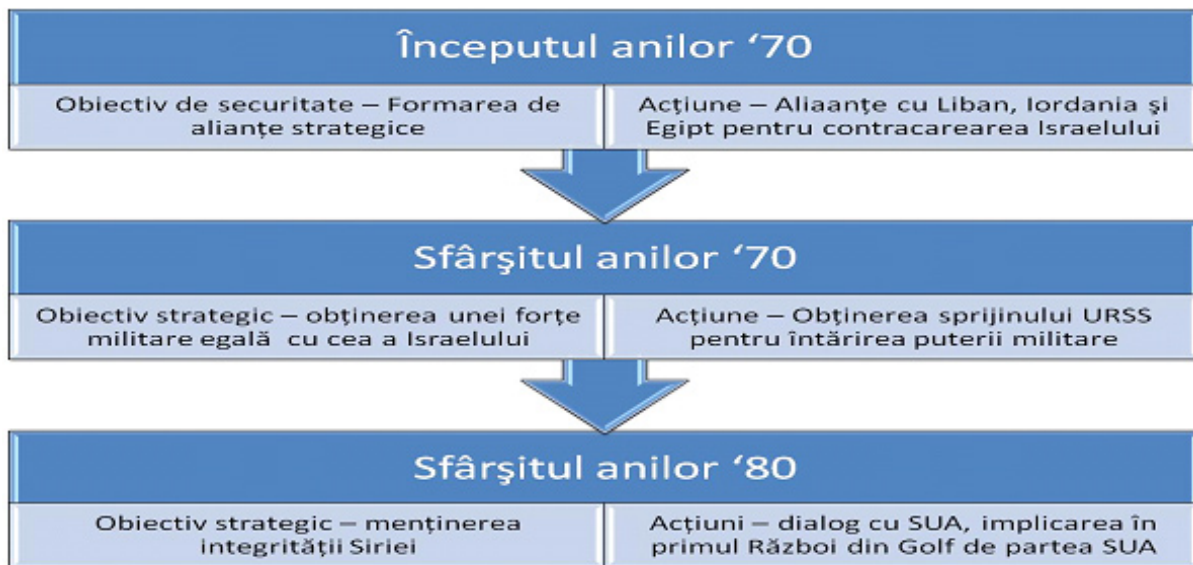 Începutul anilor ‘70
Obiectiv de securitate – Formarea de
alianțe strategice
Acțiune – Aliaanțe cu Liban, Iordania şi
Egipt pentru contracararearea Israelului
Sfârşitul anilor ‘70
Obiectiv strategic – obținerea unei forțe
militare egală cu cea a Israelului
Acțiune – Obținerea sprijinului URSS
pentru întărirea puterii militare
Sfârşitul anilor ‘80
Obiectiv strategic – menținerea
integrității Siriei
Acțiuni – dialog cu SUA, implicarea în
primul Război din Golf de partea SUA